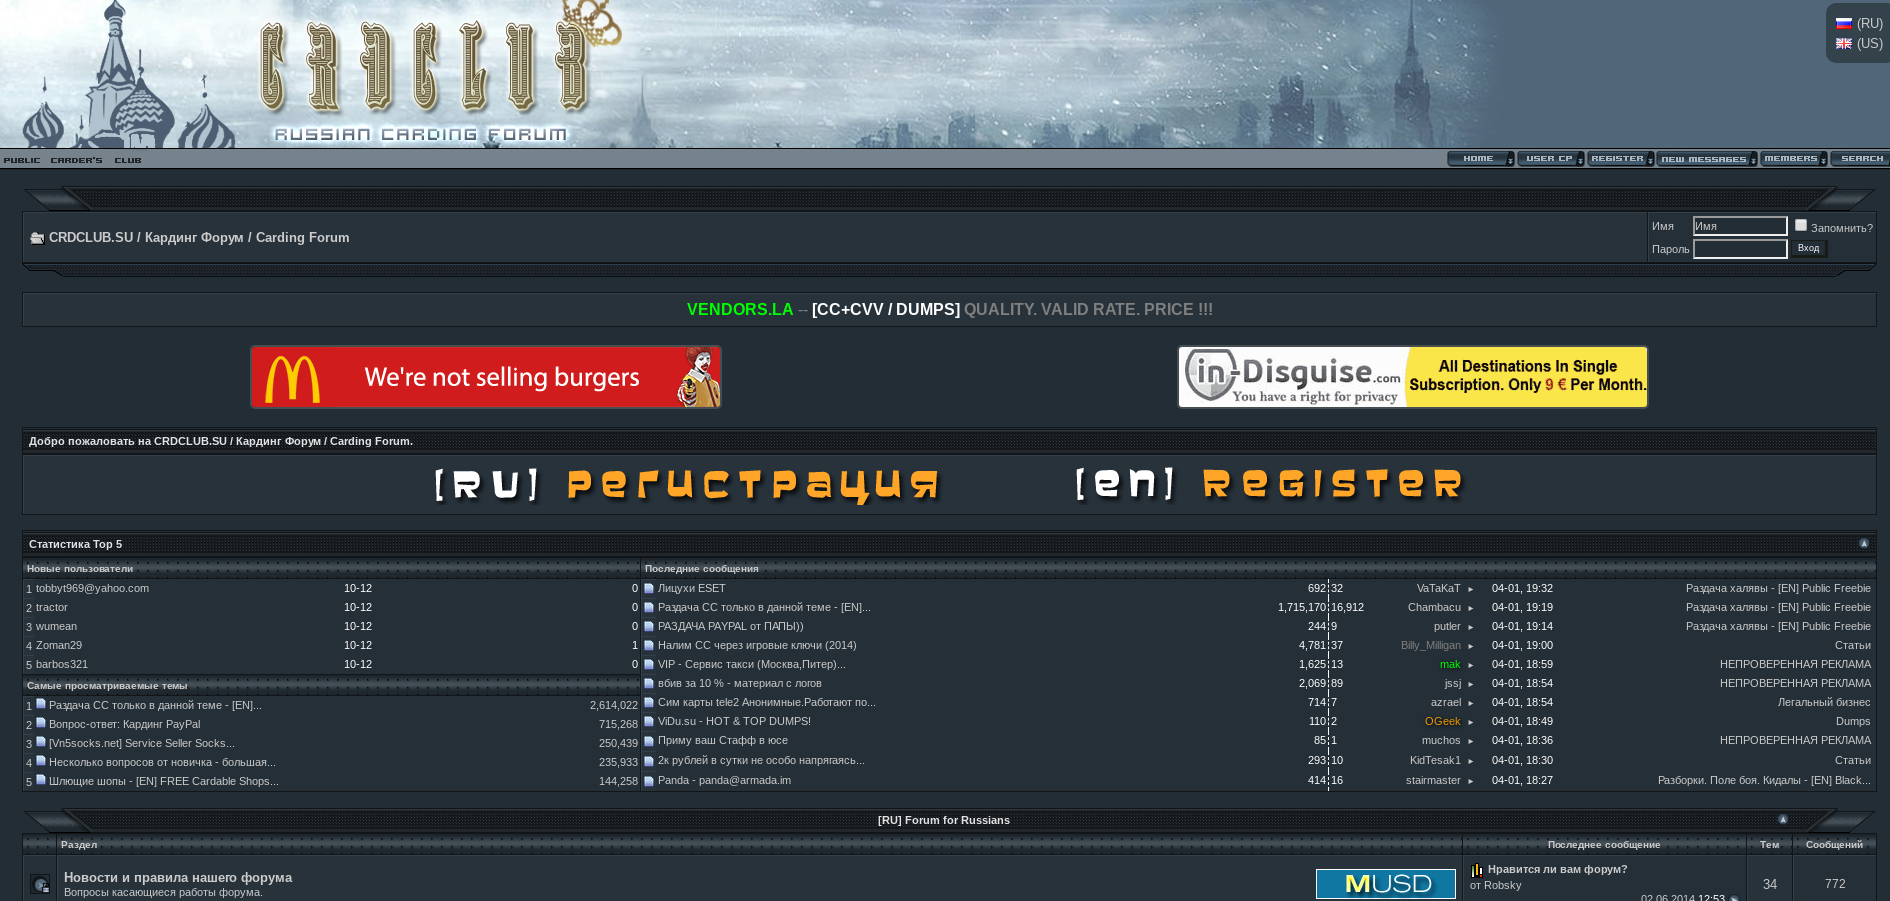 CRDCLUB
RUSSIAN CARDING FORUM
(RU)
(US)
PUBLIC CARDER'S CLUB
HOME USER CP REGISTER NEW MESSAGES MEMBERS SEARCH
CRDCLUB.SU / Кардинг Форум / Carding Forum
Имя Имя Запомнить?
Пароль Вход
VENDORS.LA -- [CC+CVV / DUMPS] QUALITY. VALID RATE. PRICE !!!
We're not selling burgers
in-Disguise.com
You have a right for privacy
All Destinations In Single
Subscription. Only 9 € Per Month.
Добро пожаловать на CRDCLUB.SU / Кардинг Форум / Carding Forum.
[RU] Регистрация [en] Register
Статистика Top 5
Новые пользователи
1 tobbyt969@yahoo.com 10-12 0
2 tractor 10-12 0
3 wumean 10-12 0
4 Zoman29 10-12 1
5 barbos321 10-12 0
Самые просматриваемые темы
1 Раздача СС только в данной теме - [EN]... 2,614,022
2 Вопрос-ответ: Кардинг PayPal 715,268
3 [Vn5socks.net] Service Seller Socks... 250,439
4 Несколько вопросов от новичка - большая... 235,933
5 Шлющие шопы - [EN] FREE Cardable Shops... 144,258
Последние сообщения
Лицухи ESET 692 32 VaTaKaT 04-01, 19:32 Раздача халявы - [EN] Public Freebie
Раздача СС только в данной теме - [EN]... 1,715,170 16,912 Chambacu 04-01, 19:19 Раздача халявы - [EN] Public Freebie
РАЗДАЧА PAYPAL от ПАПЫ)) 244 9 putler 04-01, 19:14 Раздача халявы - [EN] Public Freebie
Налим СС через игровые ключи (2014) 4,781 37 Billy_Milligan 04-01, 19:00 Статьи
VIP - Сервис такси (Москва,Питер)... 1,625 13 mak 04-01, 18:59 НЕПРОВЕРЕННАЯ РЕКЛАМА
вбив за 10 % - материал с логов 2,069 89 jssj 04-01, 18:54 НЕПРОВЕРЕННАЯ РЕКЛАМА
Сим карты tele2 Анонимные.Работают по... 714 7 azrael 04-01, 18:54 Легальный бизнес
ViDu.su - HOT & TOP DUMPS! 110 2 OGeek 04-01, 18:49 Dumps
Приму ваш Стафф в юсе 85 1 muchos 04-01, 18:36 НЕПРОВЕРЕННАЯ РЕКЛАМА
2к рублей в сутки не особо напрягаясь... 293 10 KidTesak1 04-01, 18:30 Статьи
Panda - panda@armada.im 414 16 stairmaster 04-01, 18:27 Разборки. Поле боя. Кидалы - [EN] Black...
[RU] Forum for Russians
Раздел Последнее сообщение Тем Сообщений
Новости и правила нашего форума
Вопросы касающиеся работы форума.
MUSD
Нравится ли вам форум?
от Robsky
02.06.2014 12:53
34 772